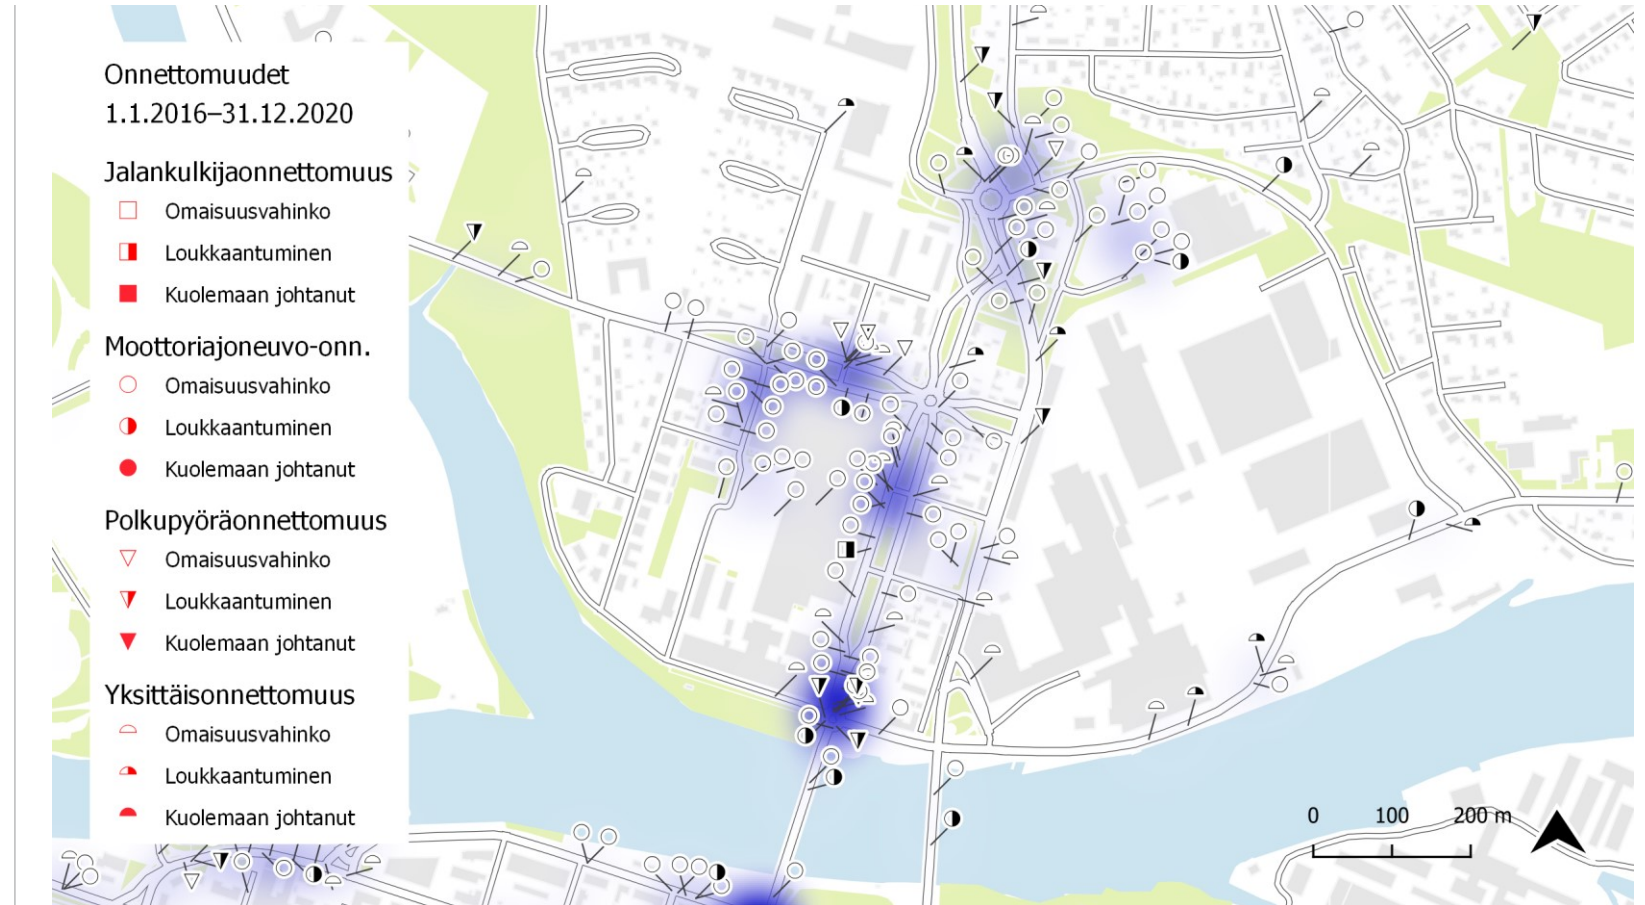 Onnettomuudet
1.1.2016–31.12.2020
Jalankulkijaonnettomuus
Omaisuusvahinko
Loukkaantuminen
Kuolemaan johtanut
Moottoriajoneuvo-onn.
Omaisuusvahinko
Loukkaantuminen
Kuolemaan johtanut
Polkupyöräonnettomuus
Omaisuusvahinko
Loukkaantuminen
Kuolemaan johtanut
Yksittäisonnettomuus
Omaisuusvahinko
Loukkaantuminen
Kuolemaan johtanut
0 100 200 m